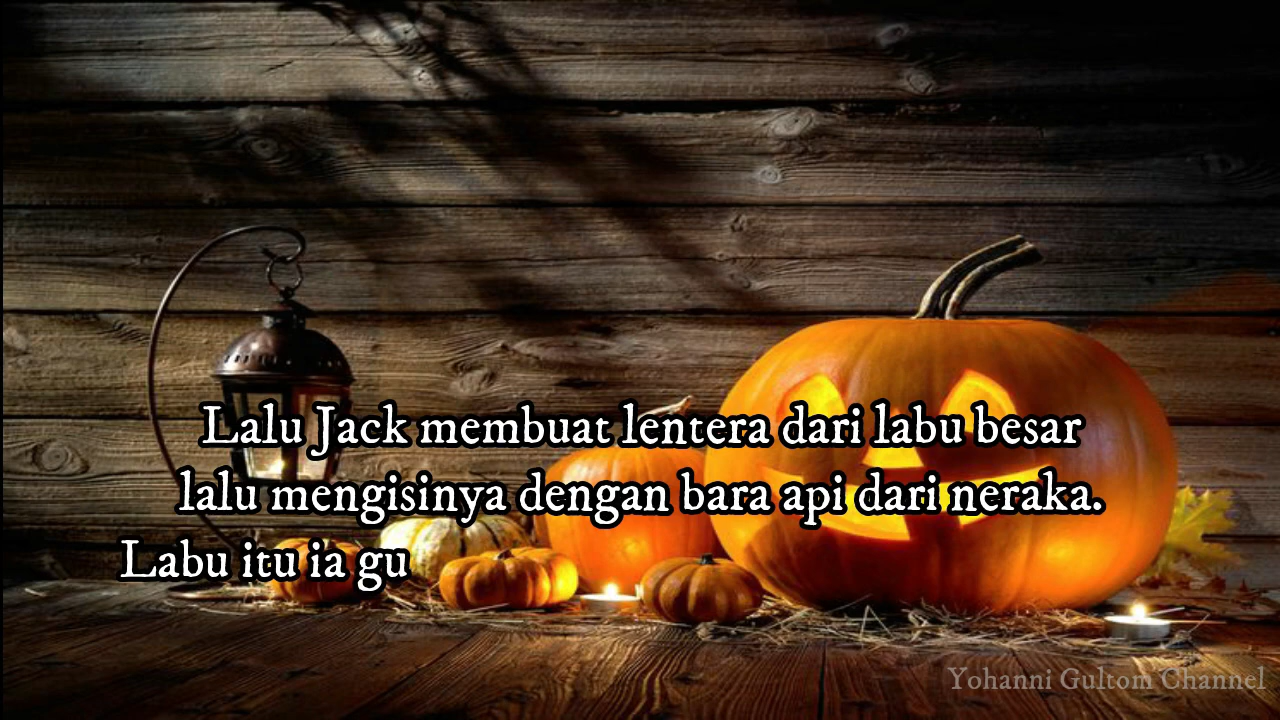 Lalu Jack membuat lentera dari labu besar
lalu mengisinya dengan bara api dari neraka.
Labu itu ia gu
Yohanni Gultom Channel